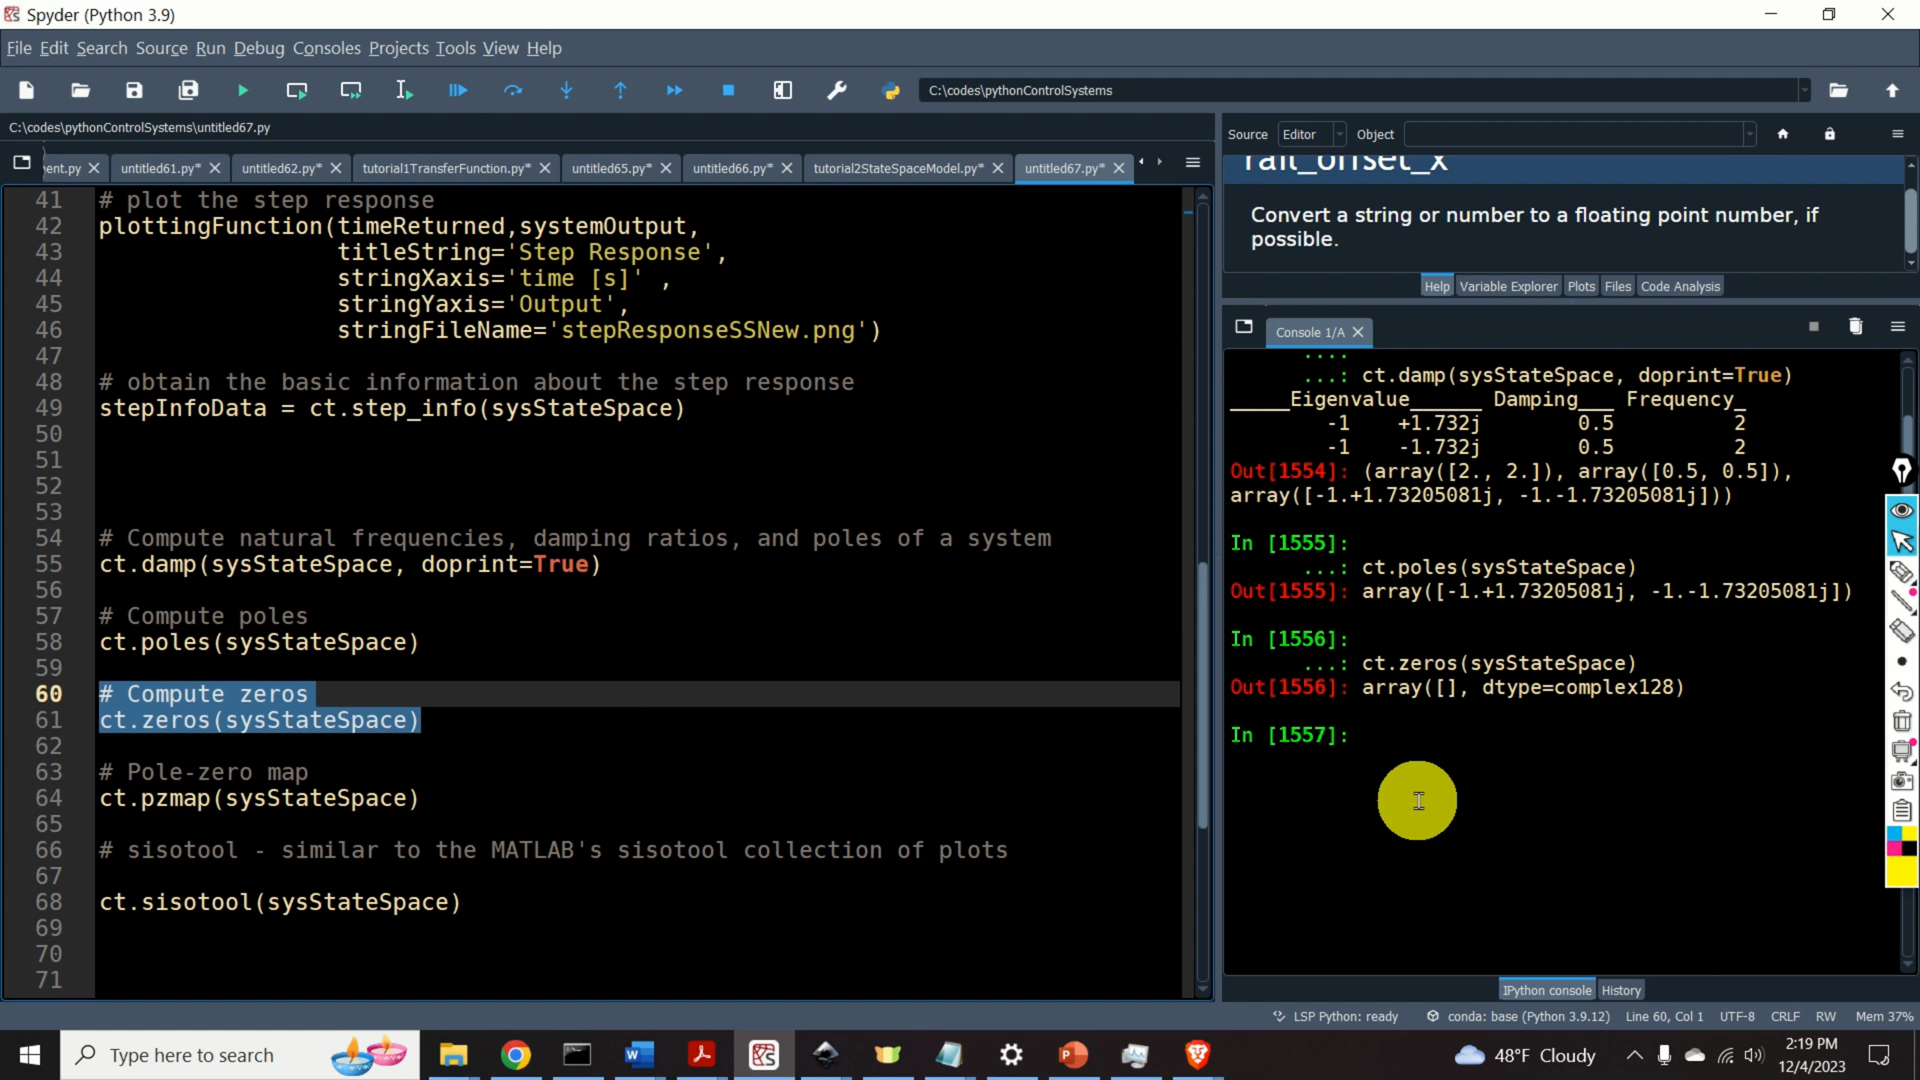 Spyder (Python 3.9)
File Edit Search Source Run Debug Consoles Projects Tools View Help
C:\codes\pythonControlSystems
C:\codes\pythonControlSystems\untitled67.py
ent.py untitled61.py* untitled62.py* tutorial1TransferFunction.py* untitled65.py* untitled66.py* tutorial2StateSpaceModel.py* untitled67.py*
41 # plot the step response
42 plottingFunction(timeReturned,systemOutput,
43 titleString='Step Response',
44 stringXaxis='time [s]' ,
45 stringYaxis='Output',
46 stringFileName='stepResponseSSNew.png')
47
48 # obtain the basic information about the step response
49 stepInfoData = ct.step_info(sysStateSpace)
50
51
52
53
54 # Compute natural frequencies, damping ratios, and poles of a system
55 ct.damp(sysStateSpace, doprint=True)
56
57 # Compute poles
58 ct.poles(sysStateSpace)
59
60 # Compute zeros
61 ct.zeros(sysStateSpace)
62
63 # Pole-zero map
64 ct.pzmap(sysStateSpace)
65
66 # sisotool - similar to the MATLAB's sisotool collection of plots
67
68 ct.sisotool(sysStateSpace)
69
70
71
Source Editor Object
Convert a string or number to a floating point number, if
possible.
Help Variable Explorer Plots Files Code Analysis
Console 1/A
....:
...: ct.damp(sysStateSpace, doprint=True)
_____Eigenvalue______ Damping___ Frequency_
-1 +1.732j 0.5 2
-1 -1.732j 0.5 2
Out[1554]: (array([2., 2.]), array([0.5, 0.5]),
array([-1.+1.73205081j, -1.-1.73205081j]))
In [1555]:
...: ct.poles(sysStateSpace)
Out[1555]: array([-1.+1.73205081j, -1.-1.73205081j])
In [1556]:
...: ct.zeros(sysStateSpace)
Out[1556]: array([], dtype=complex128)
In [1557]:
IPython console History
LSP Python: ready conda: base (Python 3.9.12) Line 60, Col 1 UTF-8 CRLF RW Mem 37%
Type here to search
48°F Cloudy
2:19 PM
12/4/2023